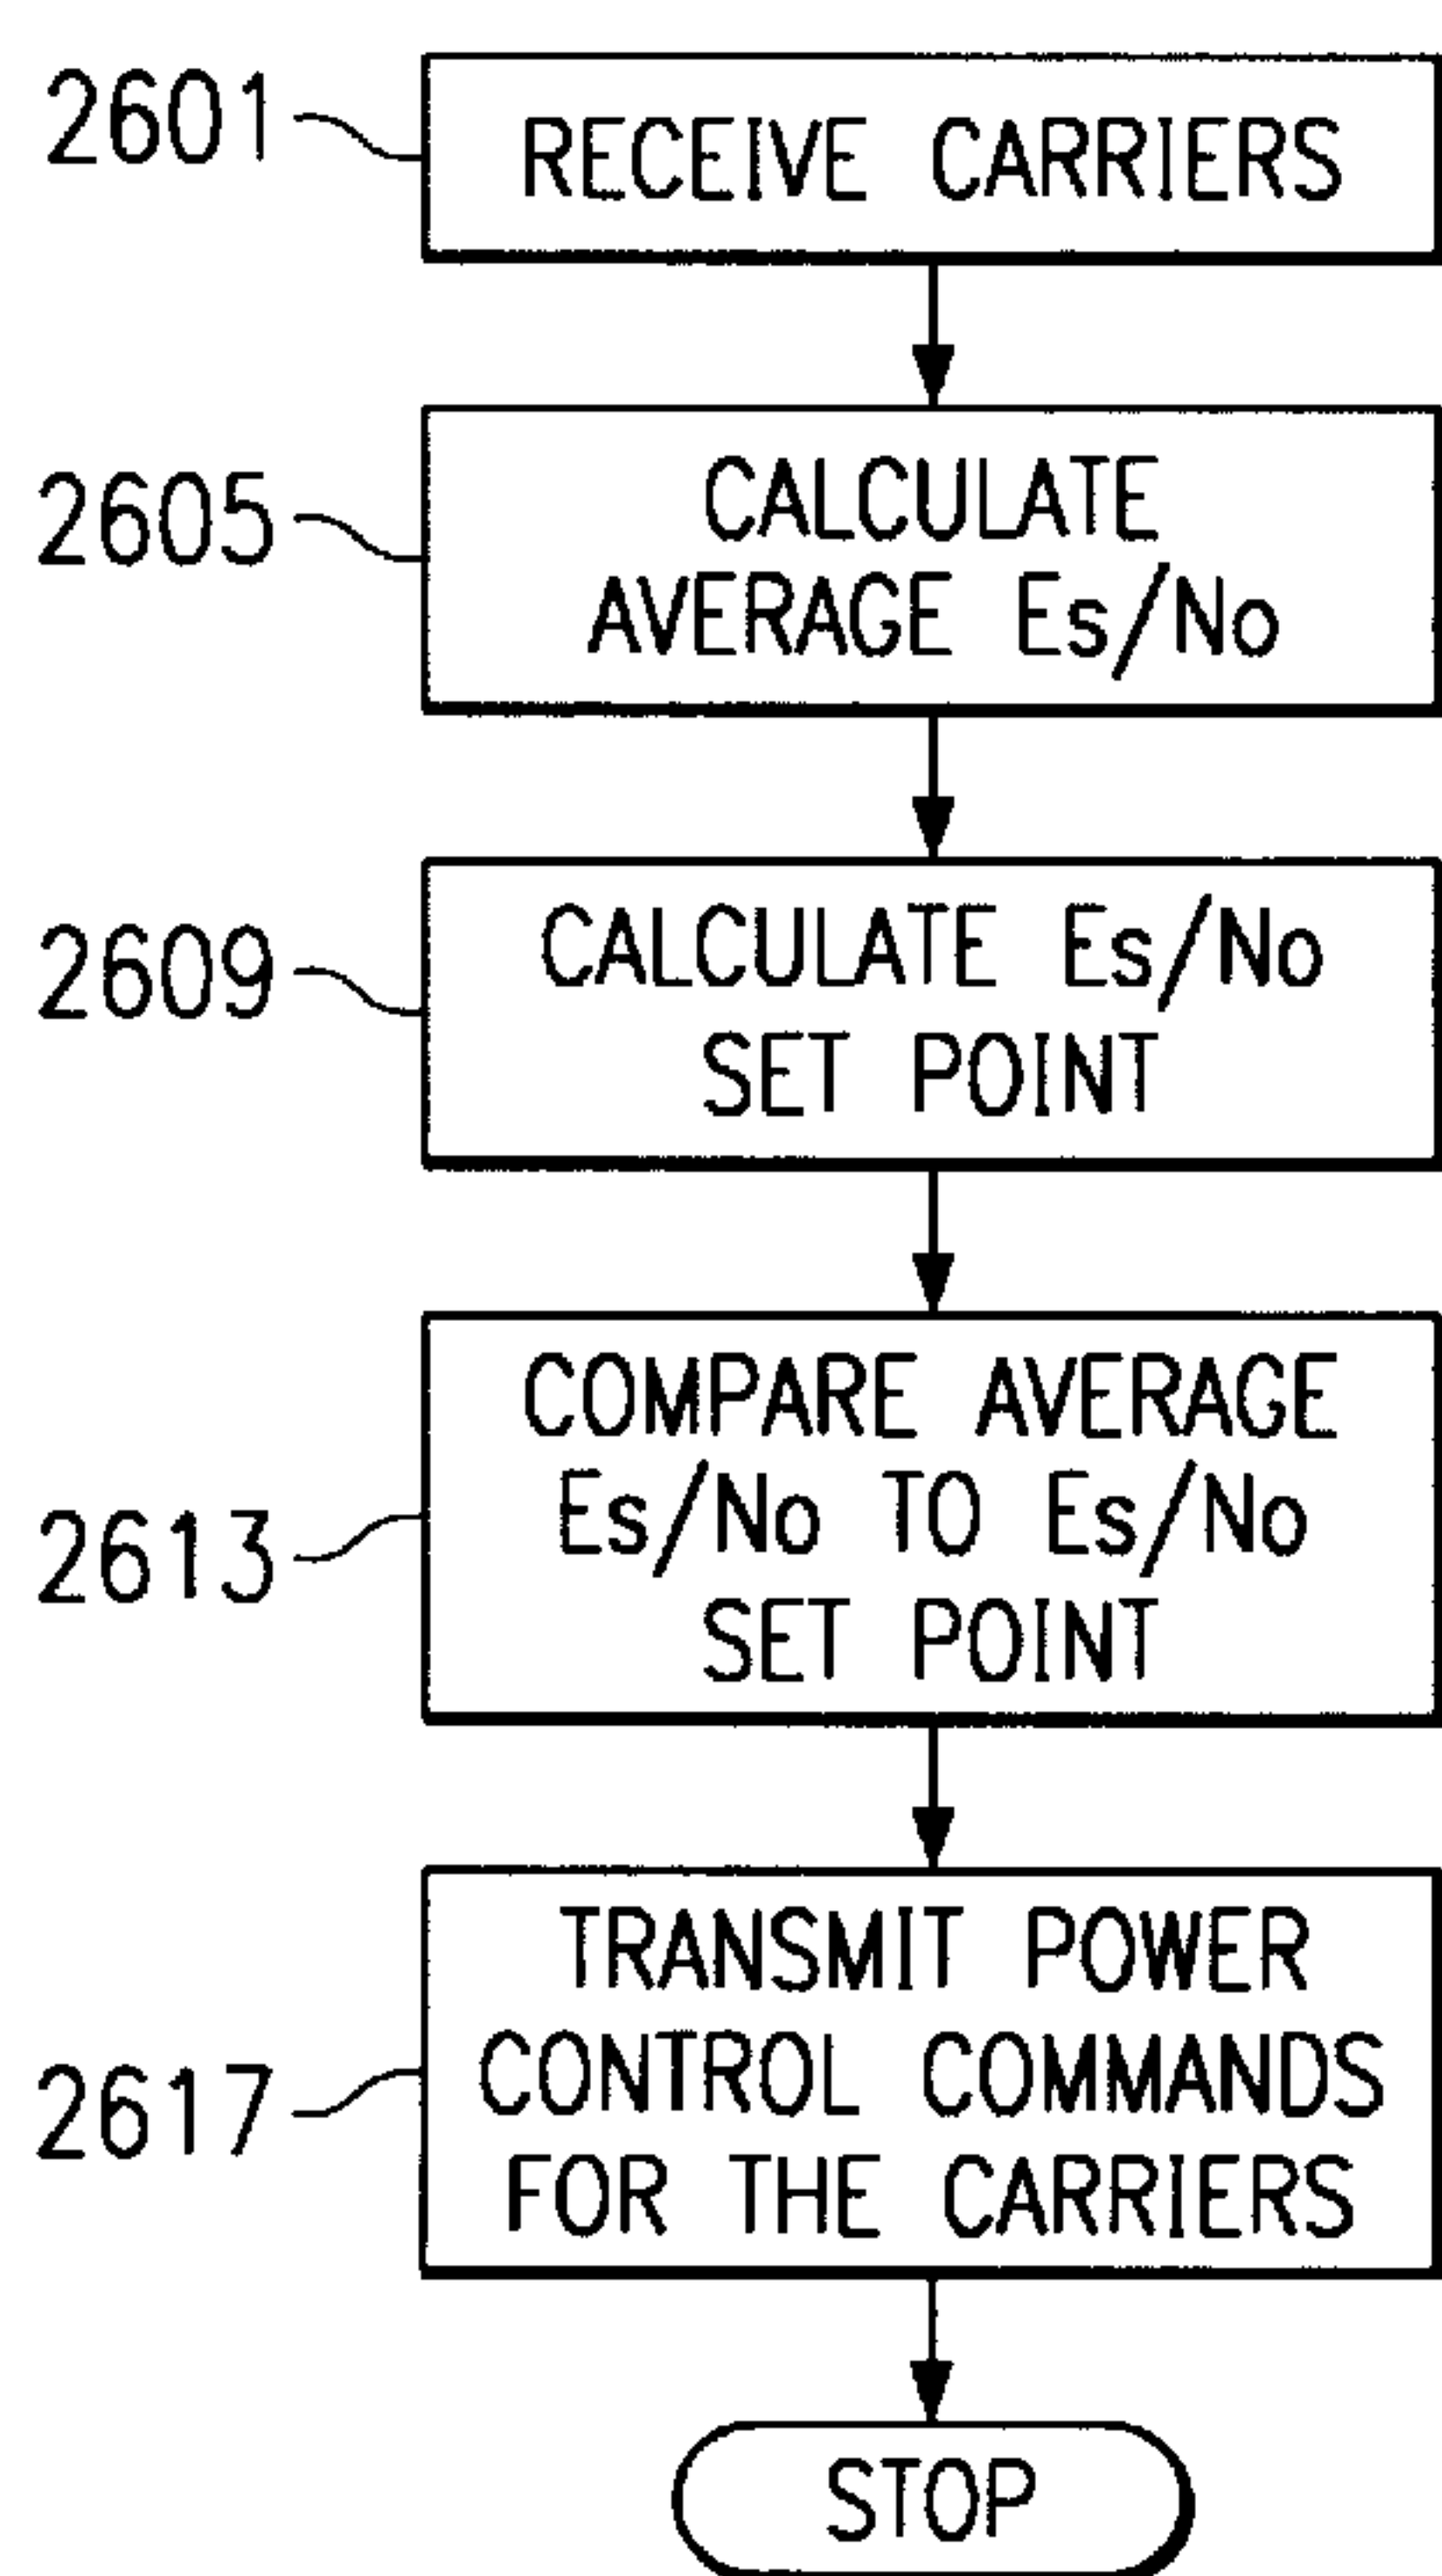 2601
RECEIVE CARRIERS
2605
CALCULATE
AVERAGE Es/No
2609
CALCULATE Es/No
SET POINT
2613
COMPARE AVERAGE
Es/No TO Es/No
SET POINT
2617
TRANSMIT POWER
CONTROL COMMANDS
FOR THE CARRIERS
STOP